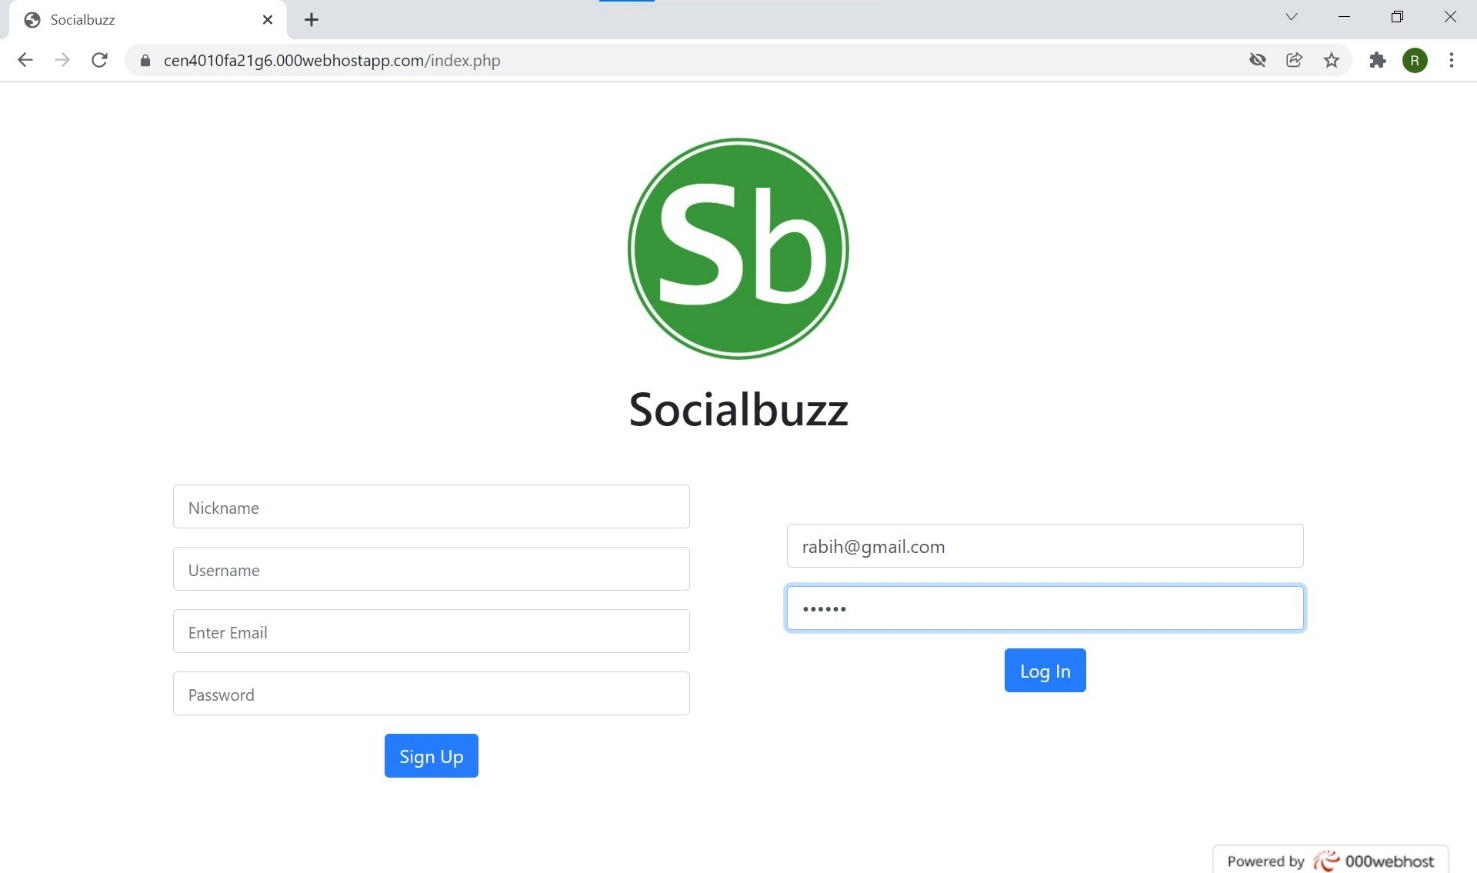 Socialbuzz
cen4010fa21g6.000webhostapp.com/index.php
R
Sb
Socialbuzz
Nickname
Username
Enter Email
Password
Sign Up
rabih@gmail.com
••••••
Log In
Powered by 000webhost